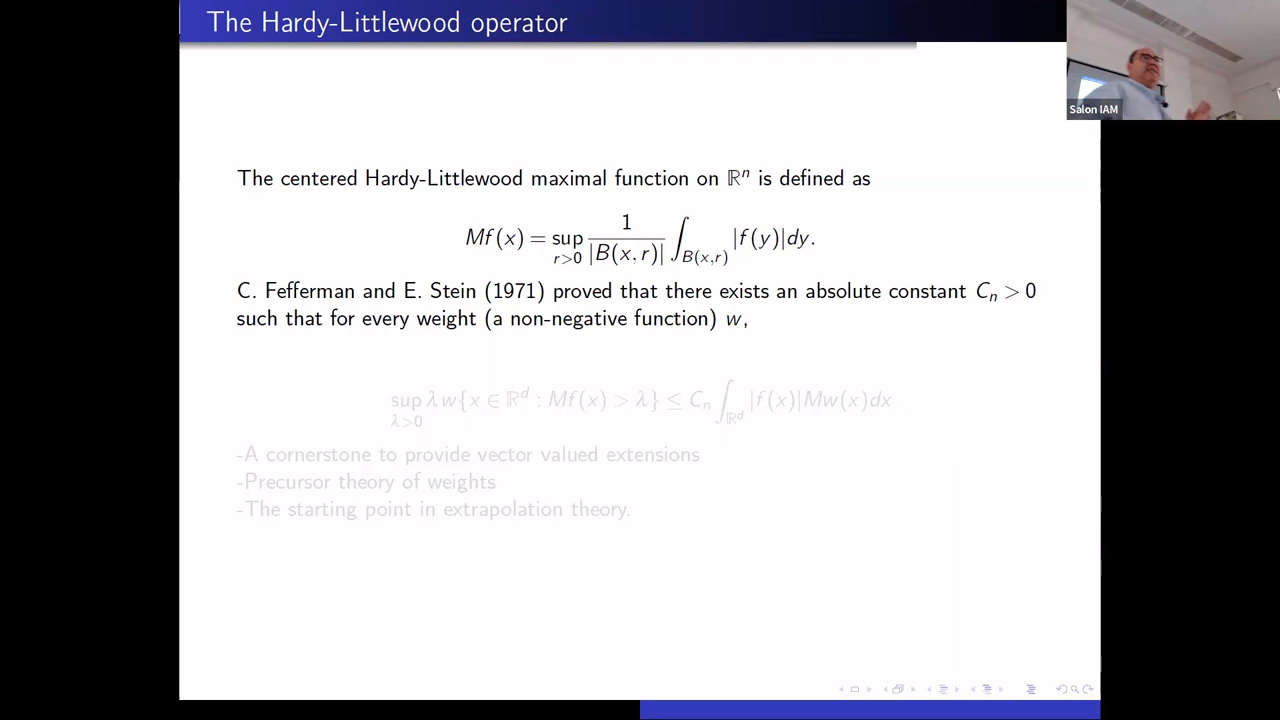 The Hardy-Littlewood operator
Salon IAM
The centered Hardy-Littlewood maximal function on ℝⁿ is defined as
Mf(x) = sup_{r>0} 1/|B(x,r)| ∫_{B(x,r)} |f(y)|dy.
C. Fefferman and E. Stein (1971) proved that there exists an absolute constant Cₙ > 0
such that for every weight (a non-negative function) w,
sup_{λ>0} λ w{x ∈ ℝᵈ : Mf(x) > λ} ≤ Cₙ ∫_{ℝᵈ} |f(x)|Mw(x)dx
-A cornerstone to provide vector valued extensions
-Precursor theory of weights
-The starting point in extrapolation theory.